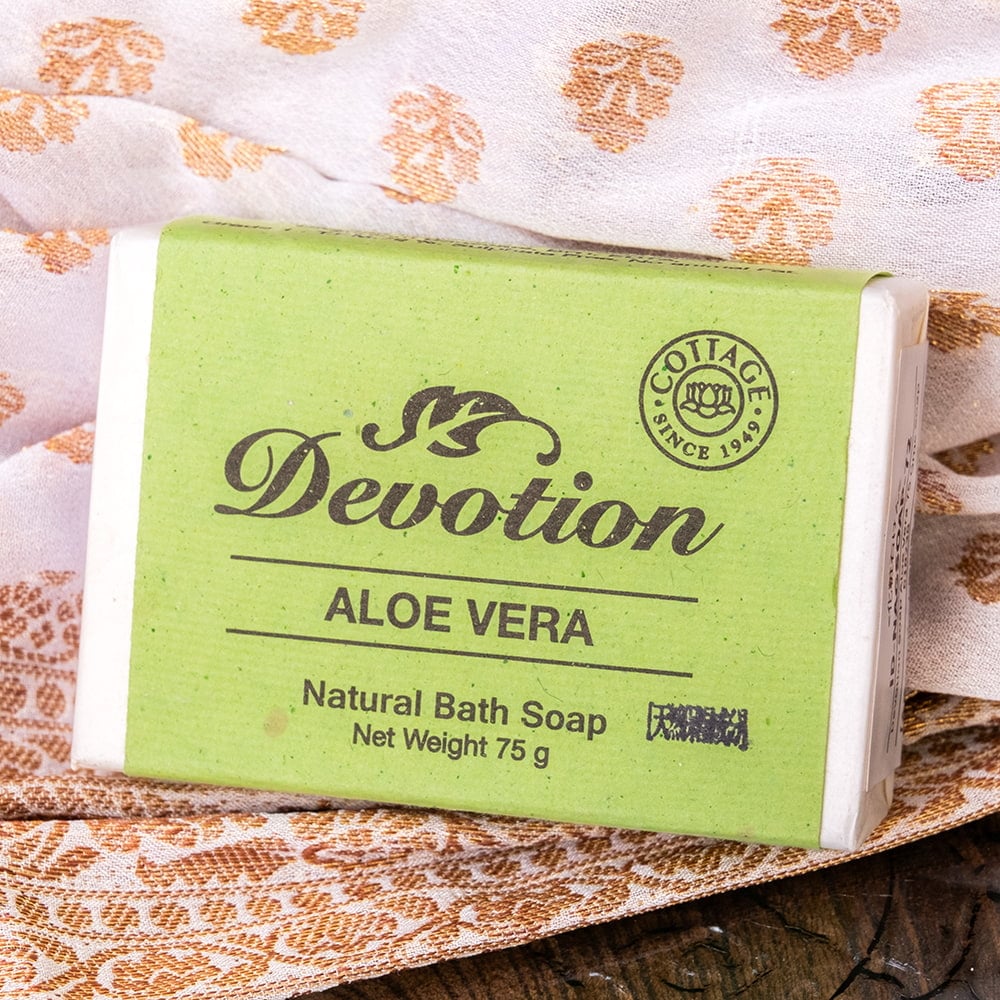 COTTAGE
SINCE 1949
Devotion
ALOE VERA
Natural Bath Soap
Net Weight 75 g